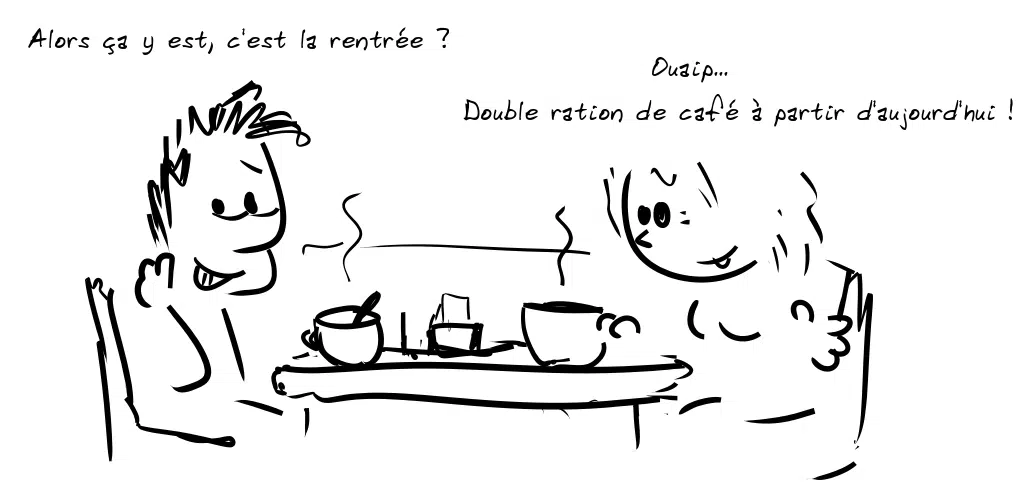 Alors ça y est, c'est la rentrée ?
Ouaip...
Double ration de café à partir d'aujourd'hui !